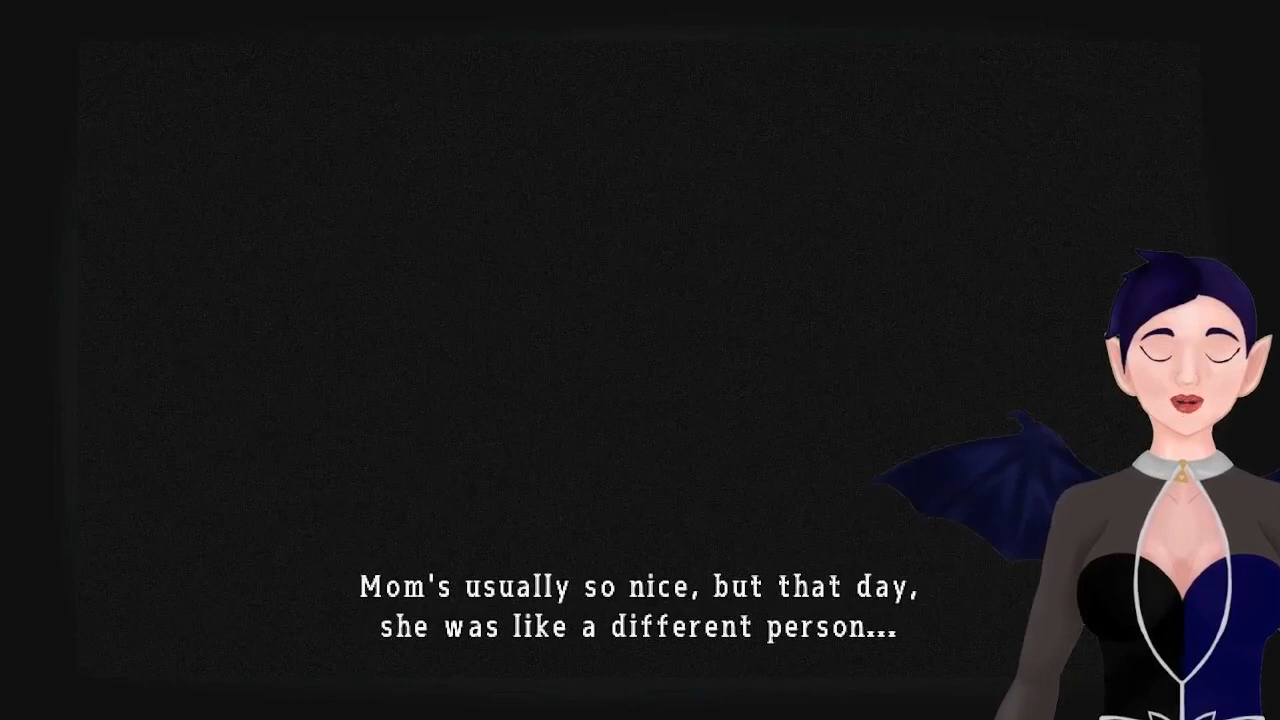 Mom's usually so nice, but that day,
she was like a different person...